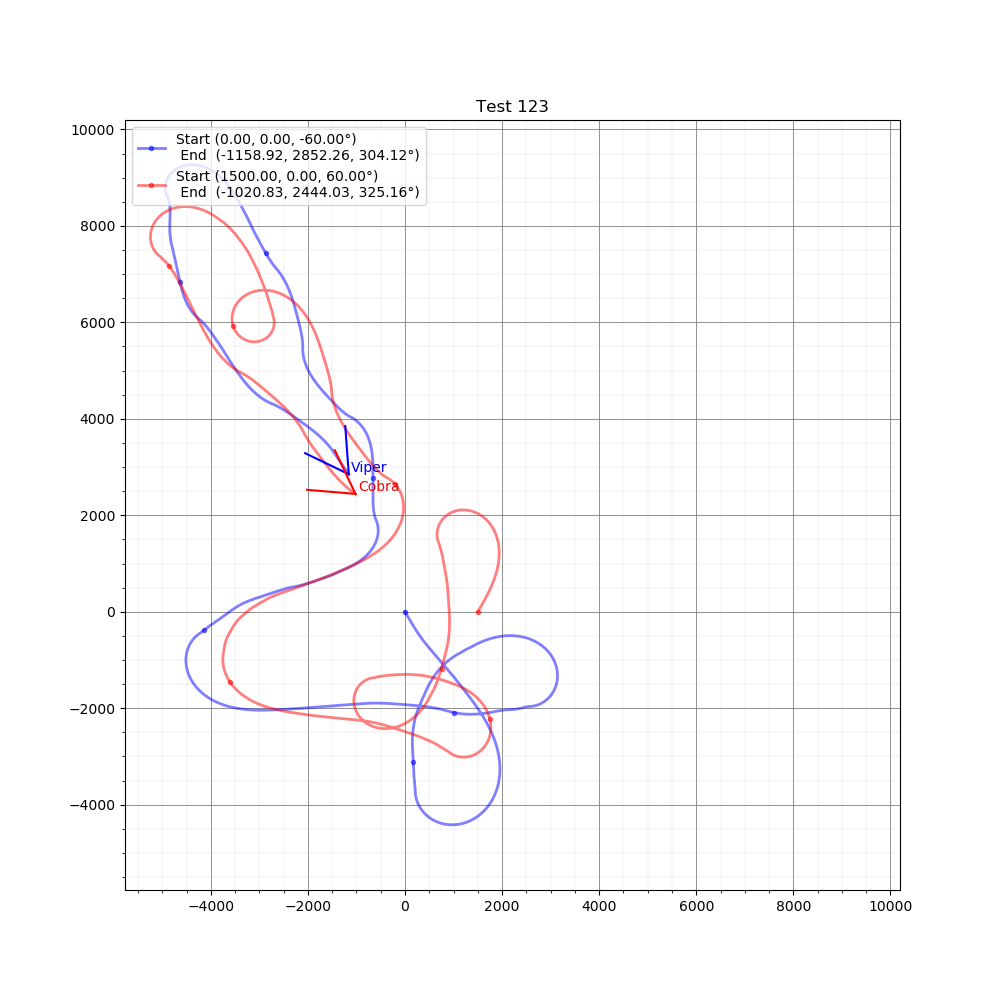 Test 123
Start (0.00, 0.00, -60.00°)
End (-1158.92, 2852.26, 304.12°)
Start (1500.00, 0.00, 60.00°)
End (-1020.83, 2444.03, 325.16°)
10000
8000
6000
4000
2000
0
−2000
−4000
Viper
Cobra
−4000 −2000 0 2000 4000 6000 8000 10000